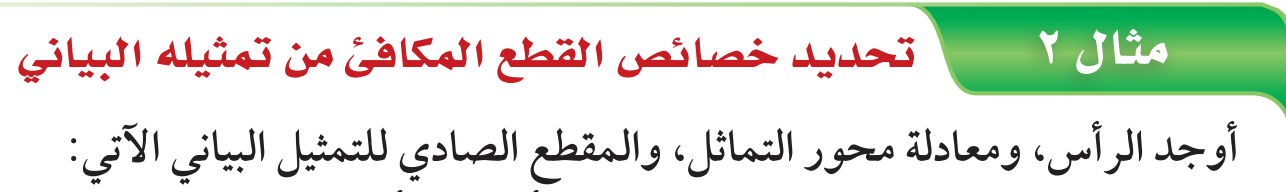 مثال ٢ تحديد خصائص القطع المكافئ من تمثيله البياني
أوجد الرأس، ومعادلة محور التماثل، والمقطع الصادي للتمثيل البياني الآتي: